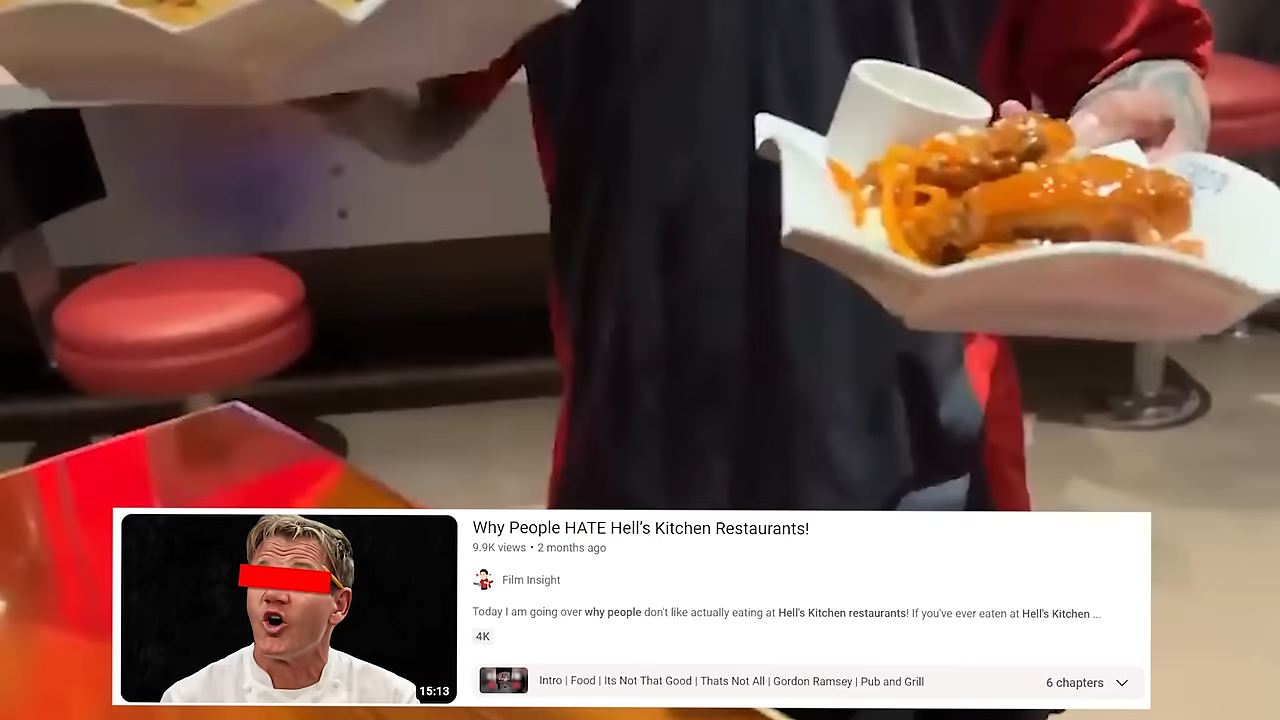 Why People HATE Hell's Kitchen Restaurants!
9.9K views • 2 months ago
Film Insight
Today I am going over why people don't like actually eating at Hell's Kitchen restaurants! If you've ever eaten at Hell's Kitchen ...
4K
15:13
Intro | Food | Its Not That Good | Thats Not All | Gordon Ramsey | Pub and Grill
6 chapters